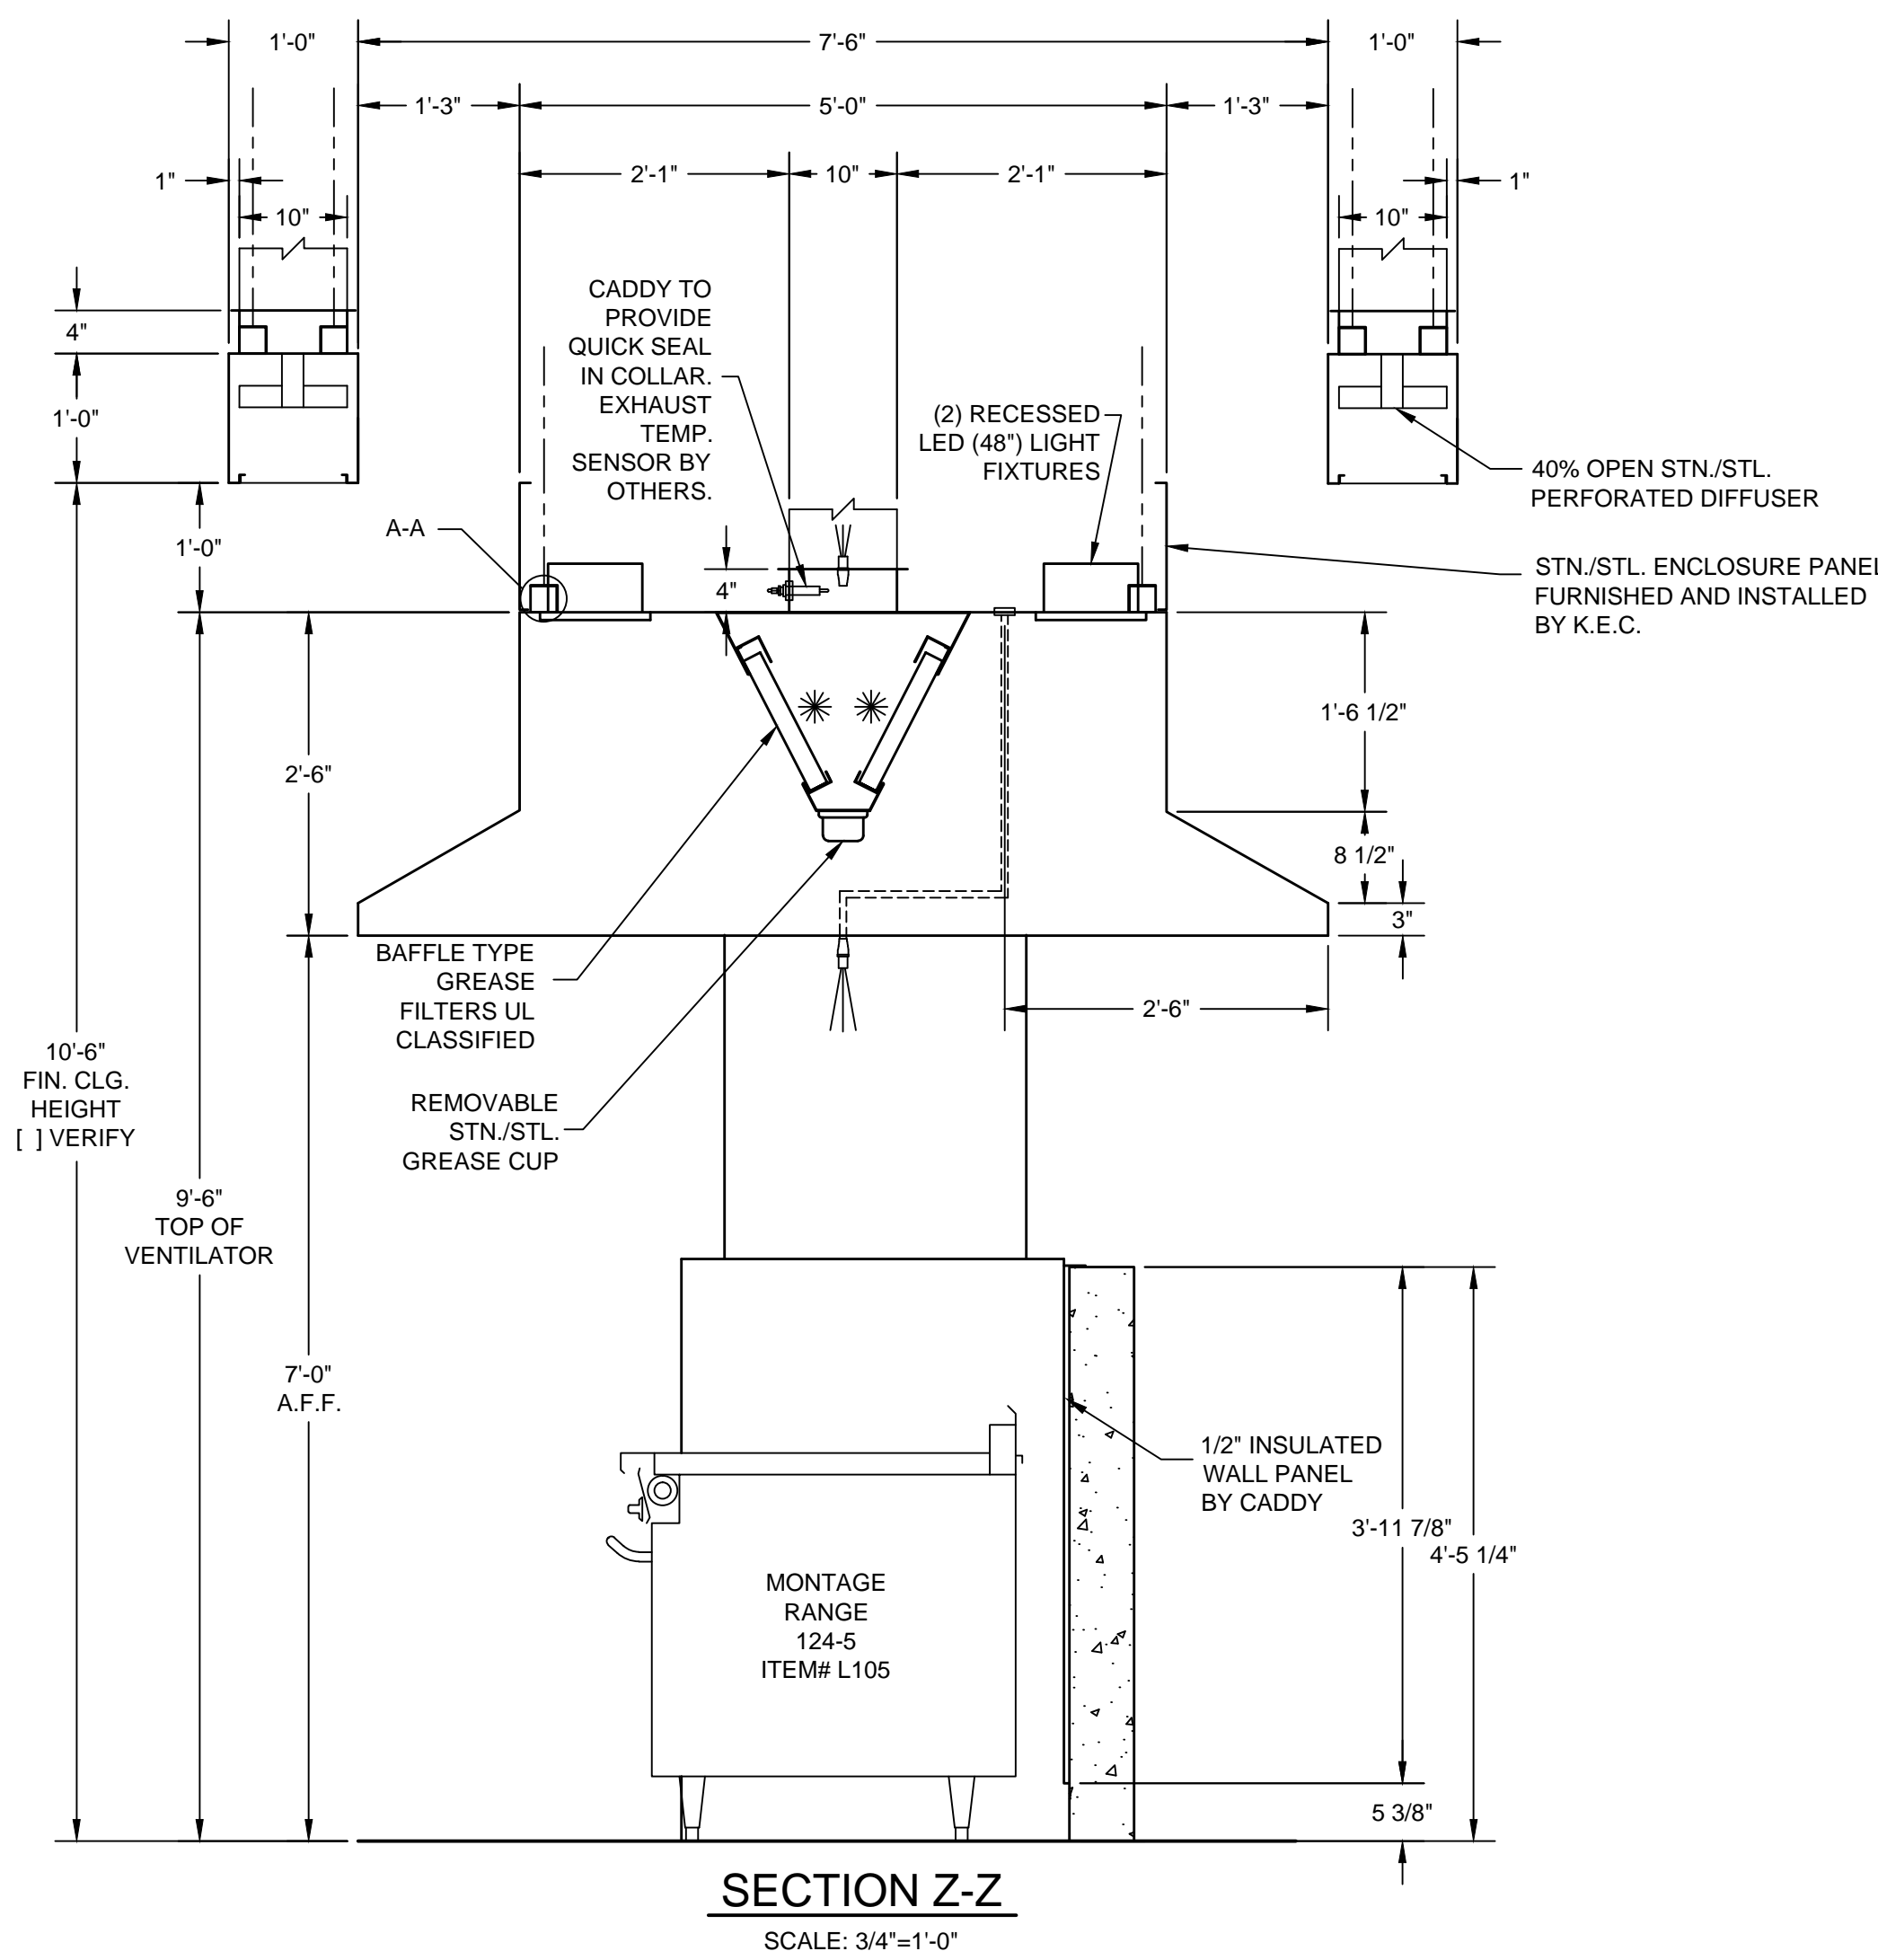 1'-0"
7'-6"
1'-0"
1'-3"
5'-0"
1'-3"
2'-1"
10"
2'-1"
1"
1"
10"
10"
4"
1'-0"
CADDY TO
PROVIDE
QUICK SEAL
IN COLLAR.
EXHAUST
TEMP.
SENSOR BY
OTHERS.
(2) RECESSED
LED (48") LIGHT
FIXTURES
40% OPEN STN./STL.
PERFORATED DIFFUSER
A-A
1'-0"
4"
STN./STL. ENCLOSURE PANEL
FURNISHED AND INSTALLED
BY K.E.C.
1'-6 1/2"
2'-6"
8 1/2"
3"
BAFFLE TYPE
GREASE
FILTERS UL
CLASSIFIED
2'-6"
10'-6"
FIN. CLG.
HEIGHT
[  ] VERIFY
REMOVABLE
STN./STL.
GREASE CUP
9'-6"
TOP OF
VENTILATOR
7'-0"
A.F.F.
1/2" INSULATED
WALL PANEL
BY CADDY
3'-11 7/8"
4'-5 1/4"
MONTAGE
RANGE
124-5
ITEM# L105
5 3/8"
SECTION Z-Z
SCALE: 3/4"=1'-0"